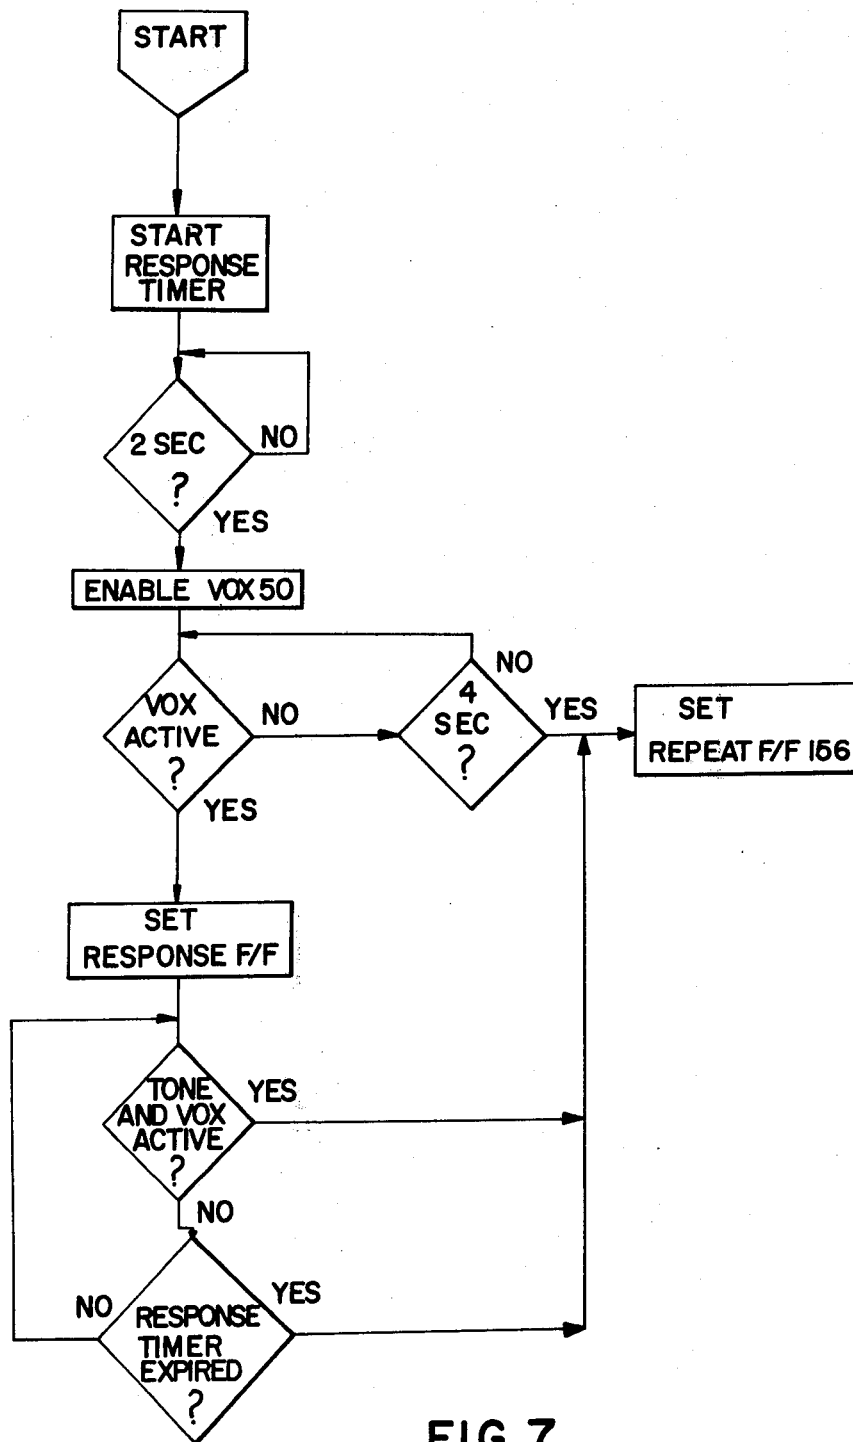 START
START
RESPONSE
TIMER
2 SEC
?
NO
YES
ENABLE VOX 50
VOX
ACTIVE
?
NO
YES
4
SEC
?
NO
YES
SET
REPEAT F/F 156
SET
RESPONSE F/F
TONE
AND VOX
ACTIVE
?
YES
NO
RESPONSE
TIMER
EXPIRED
?
NO
YES
FIG. 7